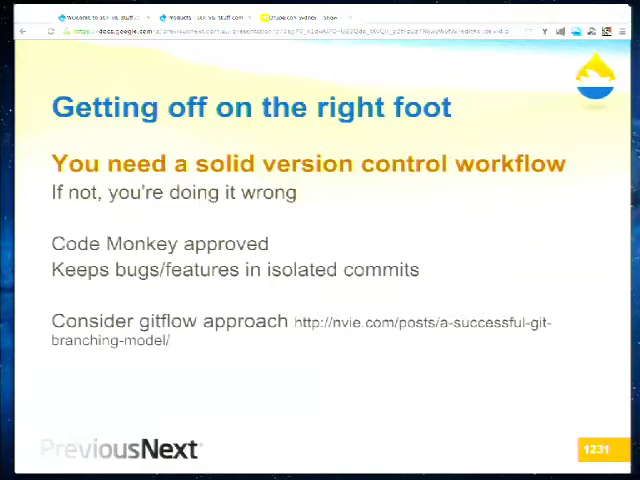 Getting off on the right foot
You need a solid version control workflow
If not, you're doing it wrong
Code Monkey approved
Keeps bugs/features in isolated commits
Consider gitflow approach http://nvie.com/posts/a-successful-git-
branching-model/
PreviousNext
1231